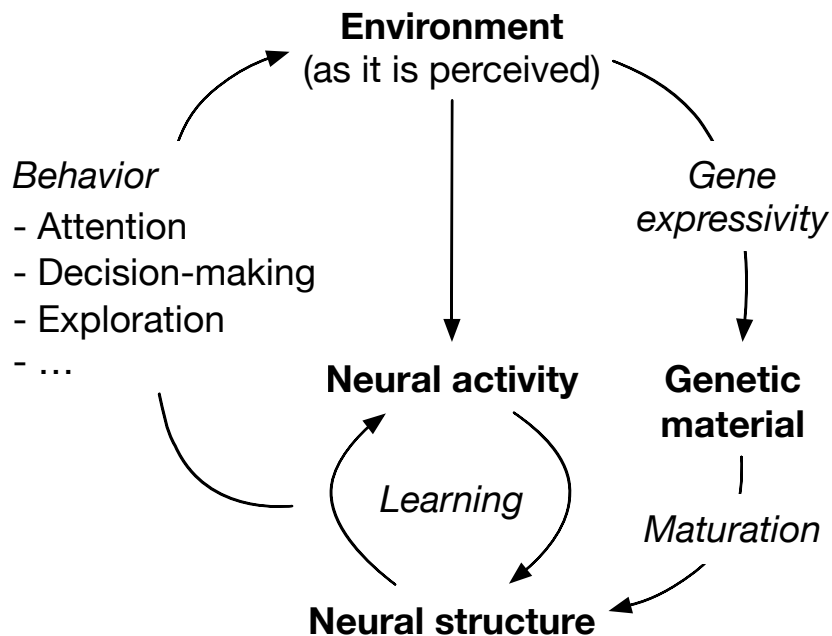 Environment
(as it is perceived)
Behavior
- Attention
- Decision-making
- Exploration
- ...
Gene
expressivity
Neural activity
Genetic
material
Learning
Maturation
Neural structure